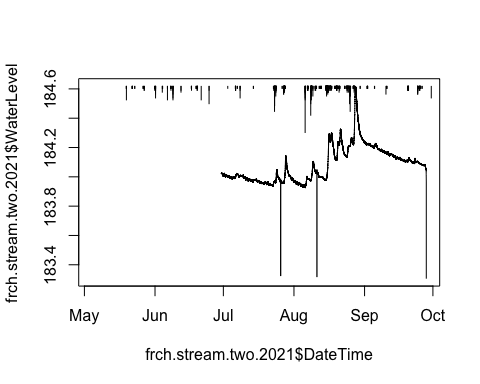 frch.stream.two.2021$WaterLevel
184.6
184.2
183.8
183.4
May Jun Jul Aug Sep Oct
frch.stream.two.2021$DateTime